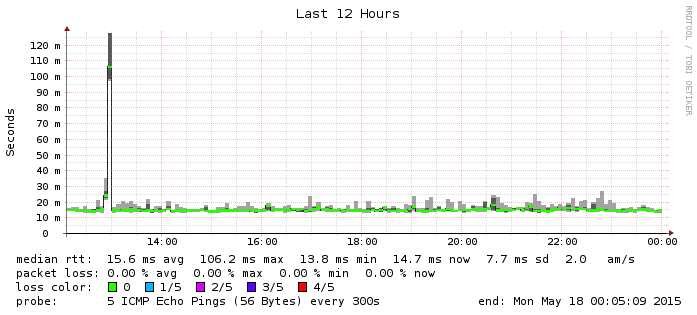 Last 12 Hours
RRDTOOL / TOBI OETIKER
Seconds
120 m
110 m
100 m
90 m
80 m
70 m
60 m
50 m
40 m
30 m
20 m
10 m
0
14:00 16:00 18:00 20:00 22:00 00:00
median rtt: 15.6 ms avg 106.2 ms max 13.8 ms min 14.7 ms now 7.7 ms sd 2.0 am/s
packet loss: 0.00 % avg 0.00 % max 0.00 % min 0.00 % now
loss color: 0 1/5 2/5 3/5 4/5
probe: 5 ICMP Echo Pings (56 Bytes) every 300s end: Mon May 18 00:05:09 2015